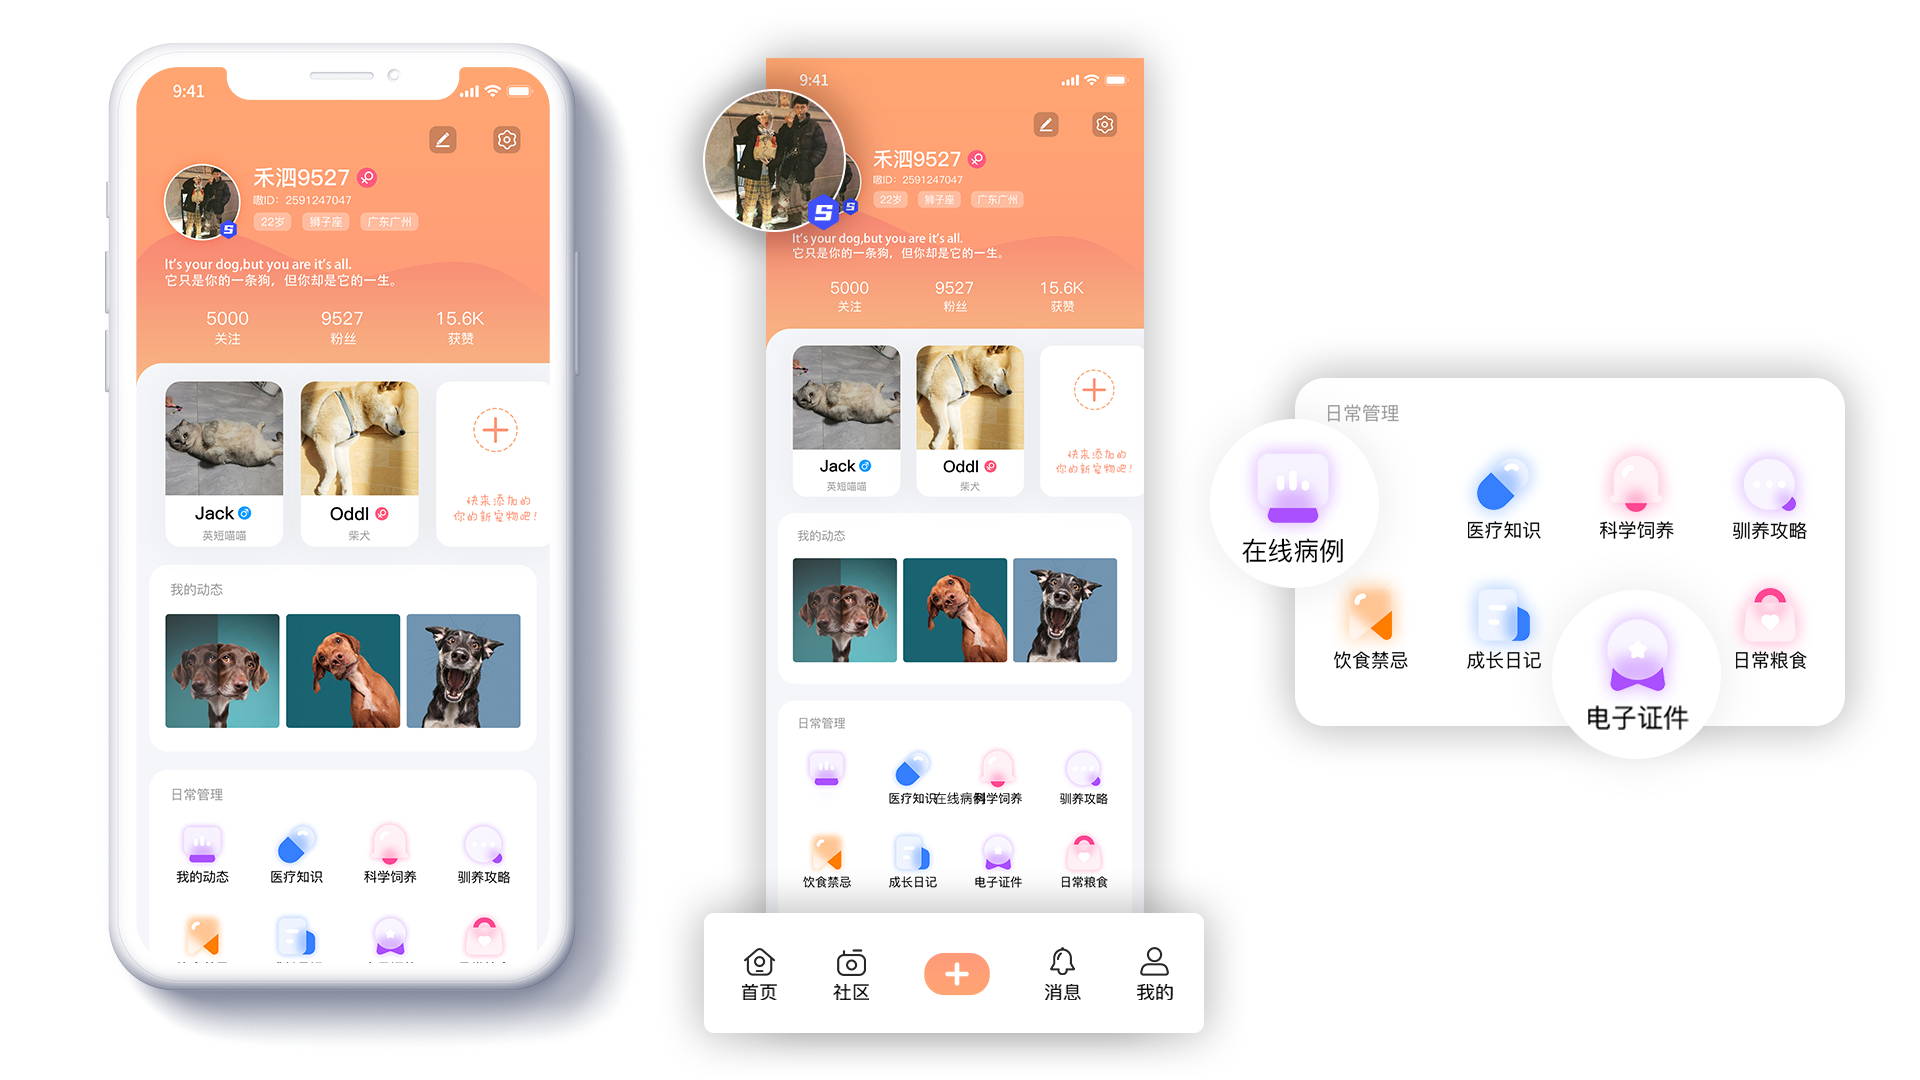 9:41
禾泗9527
嗷ID：2591247047
22岁 狮子座 广东广州
It's your dog,but you are it's all.
它只是你的一条狗，但你却是它的一生。
5000 9527 15.6K
关注 粉丝 获赞
Jack Oddl
英短喵喵 柴犬
快来添加的
你的新宠物吧！
我的动态
日常管理
我的动态 医疗知识 科学饲养 驯养攻略
9:41
禾泗9527
嗷ID：2591247047
22岁 狮子座 广东广州
It's your dog,but you are it's all.
它只是你的一条狗，但你却是它的一生。
5000 9527 15.6K
关注 粉丝 获赞
Jack Oddl
英短喵喵 柴犬
快来添加的
你的新宠物吧！
我的动态
日常管理
医疗知识 在线病例 科学饲养 驯养攻略
饮食禁忌 成长日记 电子证件 日常粮食
首页 社区 消息 我的
日常管理
在线病例 医疗知识 科学饲养 驯养攻略
饮食禁忌 成长日记 电子证件 日常粮食